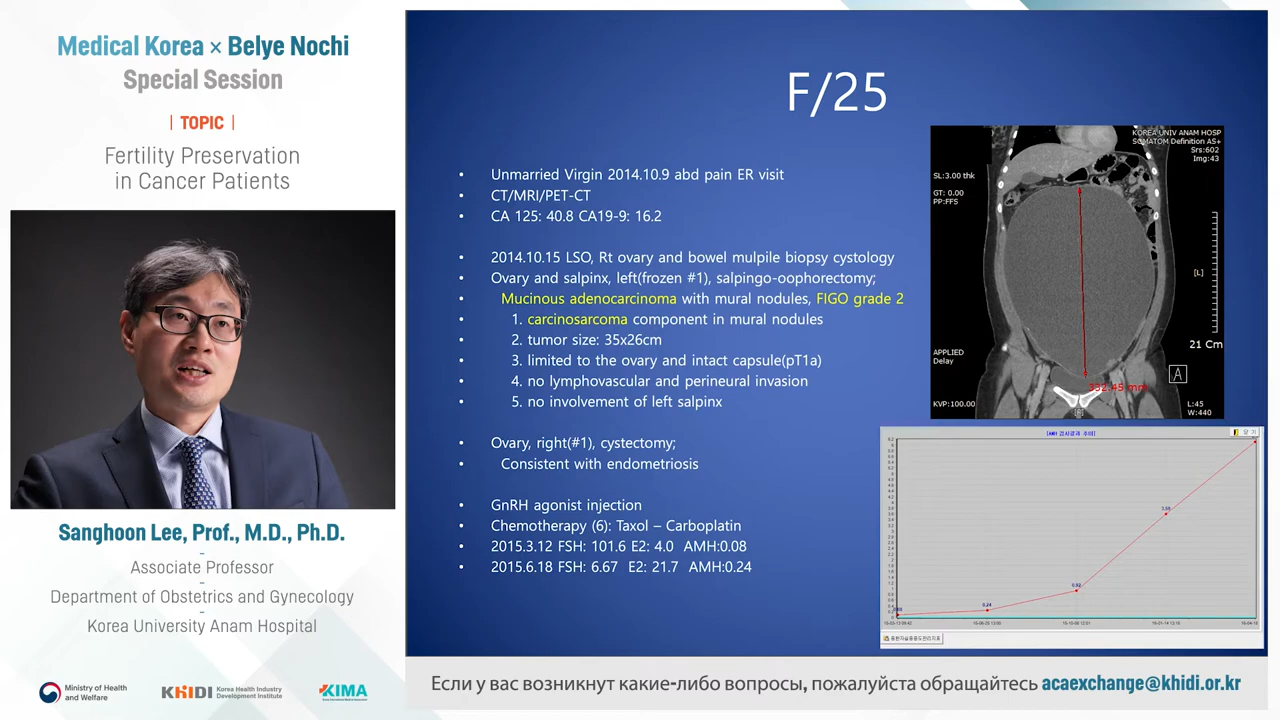 Medical Korea × Belye Nochi
Special Session
| TOPIC |
Fertility Preservation
in Cancer Patients
Sanghoon Lee, Prof., M.D., Ph.D.
Associate Professor
Department of Obstetrics and Gynecology
Korea University Anam Hospital
Ministry of Health
and Welfare
KHIDI Korea Health Industry
Development Institute
KIMA
F/25
• Unmarried Virgin 2014.10.9 abd pain ER visit
• CT/MRI/PET-CT
• CA 125: 40.8 CA19-9: 16.2
• 2014.10.15 LSO, Rt ovary and bowel mulpile biopsy cystology
• Ovary and salpinx, left(frozen #1), salpingo-oophorectomy;
• Mucinous adenocarcinoma with mural nodules, FIGO grade 2
• 1. carcinosarcoma component in mural nodules
• 2. tumor size: 35x26cm
• 3. limited to the ovary and intact capsule(pT1a)
• 4. no lymphovascular and perineural invasion
• 5. no involvement of left salpinx
• Ovary, right(#1), cystectomy;
• Consistent with endometriosis
• GnRH agonist injection
• Chemotherapy (6): Taxol – Carboplatin
• 2015.3.12 FSH: 101.6 E2: 4.0 AMH:0.08
• 2015.6.18 FSH: 6.67 E2: 21.7 AMH:0.24
KOREA UNIV ANAM HOSP
SOMATOM Definition AS+
Srs:602
Img:43
SL:3.00 thk
GT: 0.00
PP:FFS
[L]
21 Cm
APPLIED
Delay
332.45 mm
A
KVP:100.00
L:45
W:440
0.24
0.92
Если у вас возникнут какие-либо вопросы, пожалуйста обращайтесь acaexchange@khidi.or.kr